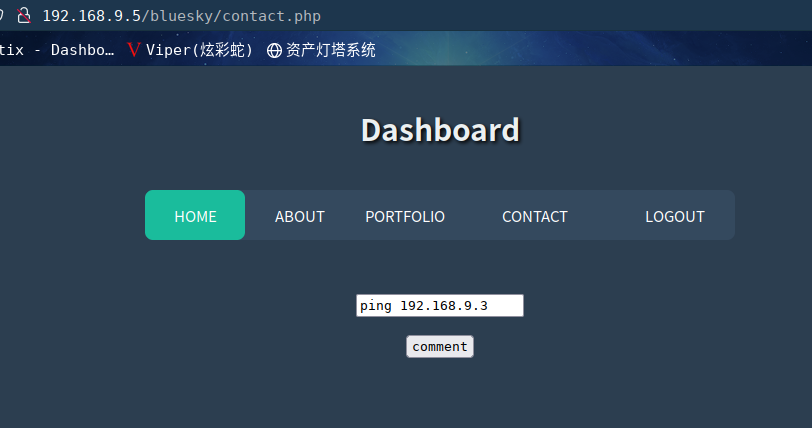 192.168.9.5/bluesky/contact.php
tix - Dashbo… V Viper(炫彩蛇) 资产灯塔系统
Dashboard
HOME ABOUT PORTFOLIO CONTACT LOGOUT
ping 192.168.9.3
comment